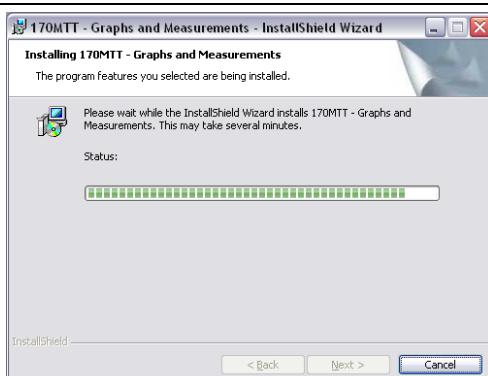 170MTT - Graphs and Measurements - InstallShield Wizard
Installing 170MTT - Graphs and Measurements
The program features you selected are being installed.
Please wait while the InstallShield Wizard installs 170MTT - Graphs and
Measurements. This may take several minutes.
Status:
InstallShield
< Back
Next >
Cancel